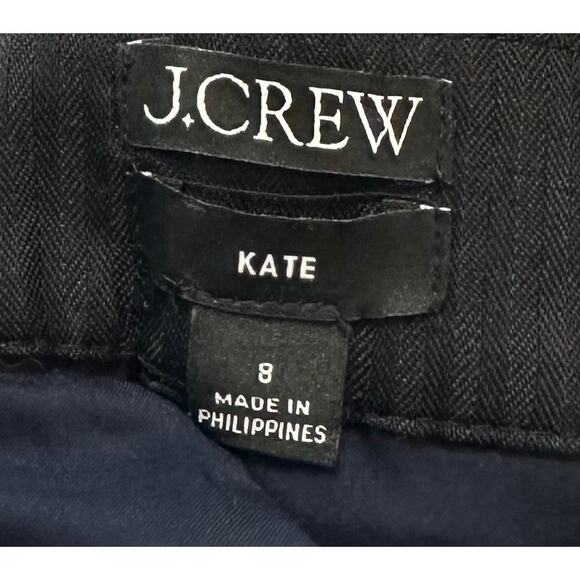 J.CREW
KATE
8
MADE IN
PHILIPPINES